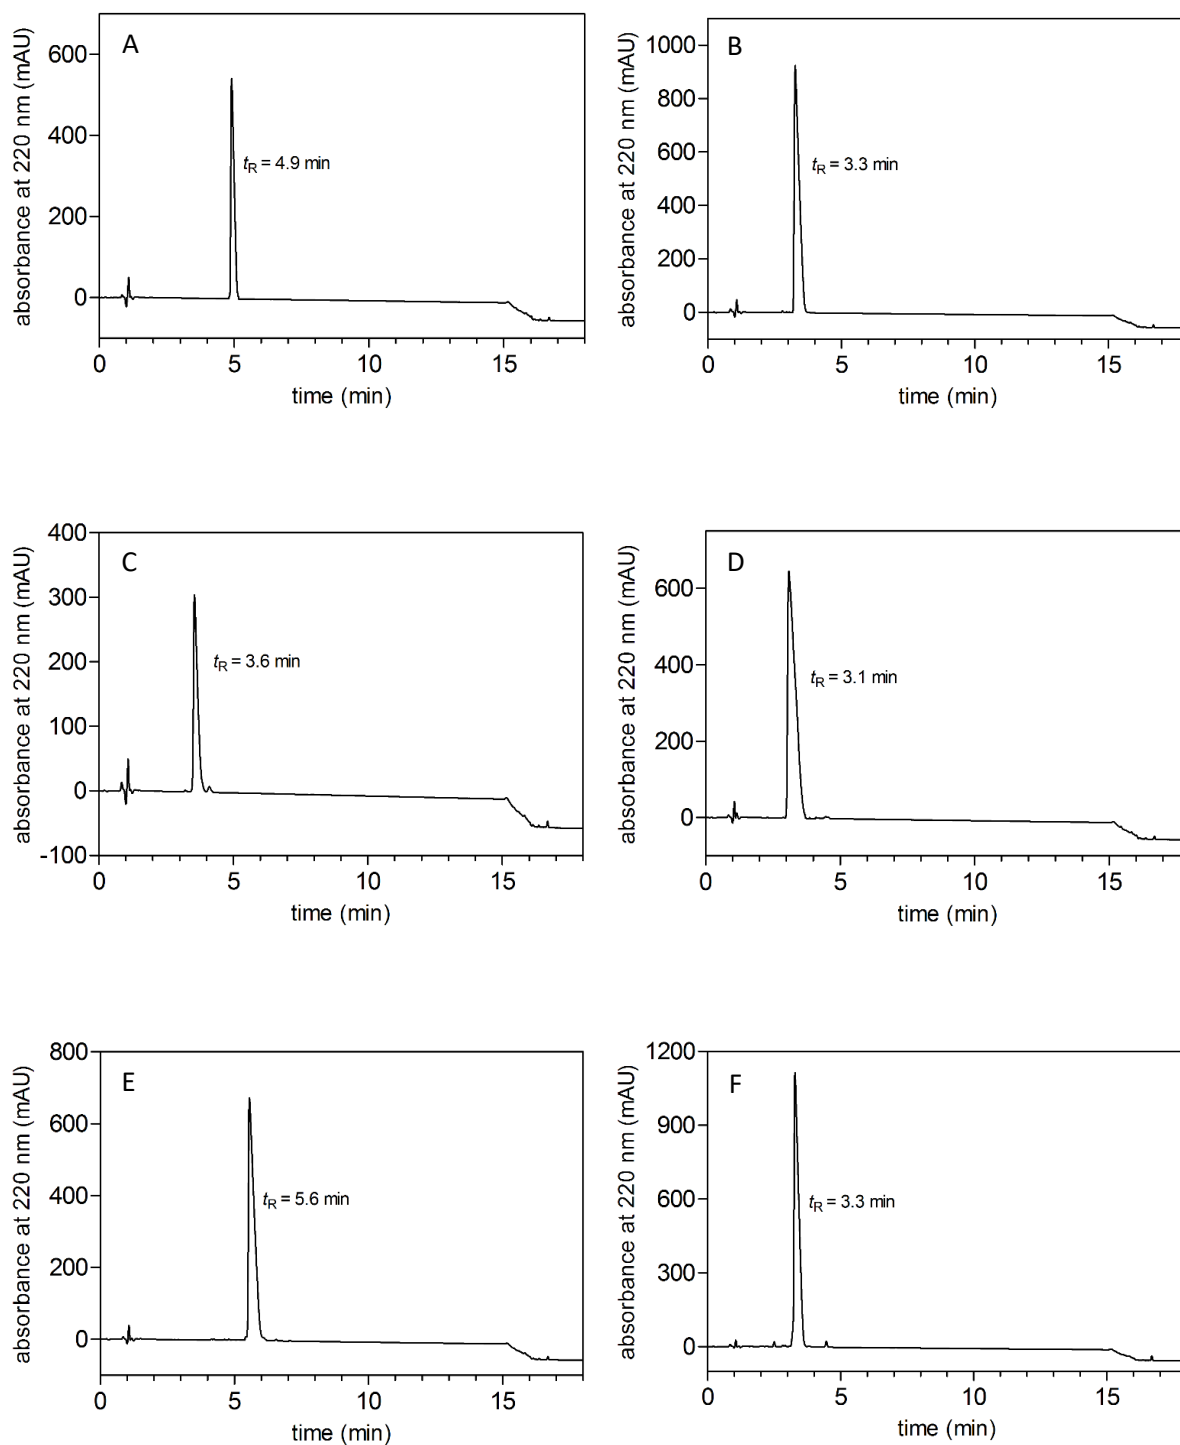 A
absorbance at 220 nm (mAU)
600
400
200
0
tR = 4.9 min
0 5 10 15
time (min)
B
absorbance at 220 nm (mAU)
1000
800
600
400
200
0
tR = 3.3 min
0 5 10 15
time (min)
C
absorbance at 220 nm (mAU)
400
300
200
100
0
-100
tR = 3.6 min
0 5 10 15
time (min)
D
absorbance at 220 nm (mAU)
600
400
200
0
tR = 3.1 min
0 5 10 15
time (min)
E
absorbance at 220 nm (mAU)
800
600
400
200
0
tR = 5.6 min
0 5 10 15
time (min)
F
absorbance at 220 nm (mAU)
1200
900
600
300
0
tR = 3.3 min
0 5 10 15
time (min)